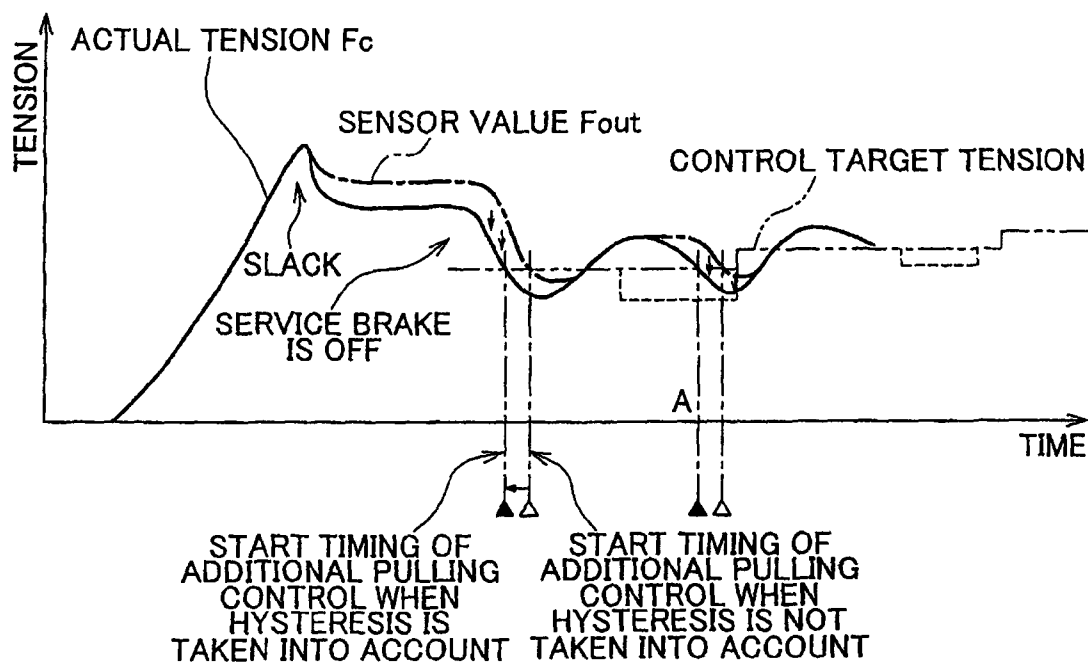 ACTUAL TENSION Fc
TENSION
SENSOR VALUE Fout
CONTROL TARGET TENSION
SLACK
SERVICE BRAKE
IS OFF
A
TIME
START TIMING OF
ADDITIONAL PULLING
CONTROL WHEN
HYSTERESIS IS
TAKEN INTO ACCOUNT
START TIMING OF
ADDITIONAL PULLING
CONTROL WHEN
HYSTERESIS IS NOT
TAKEN INTO ACCOUNT